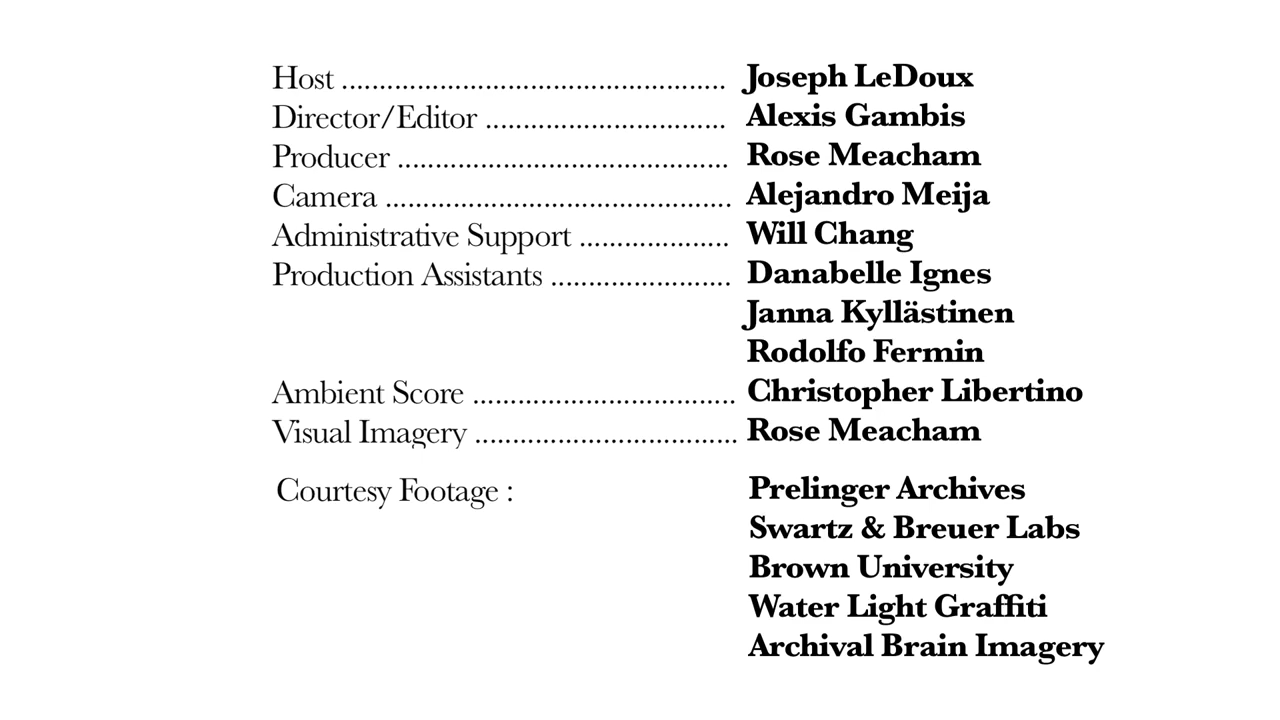 Host .................................................. Joseph LeDoux
Director/Editor ................................ Alexis Gambis
Producer ........................................... Rose Meacham
Camera ............................................. Alejandro Meija
Administrative Support .................... Will Chang
Production Assistants ........................ Danabelle Ignes
Janna Kyllästinen
Rodolfo Fermin
Ambient Score ................................... Christopher Libertino
Visual Imagery ................................... Rose Meacham
Courtesy Footage : Prelinger Archives
Swartz & Breuer Labs
Brown University
Water Light Graffiti
Archival Brain Imagery